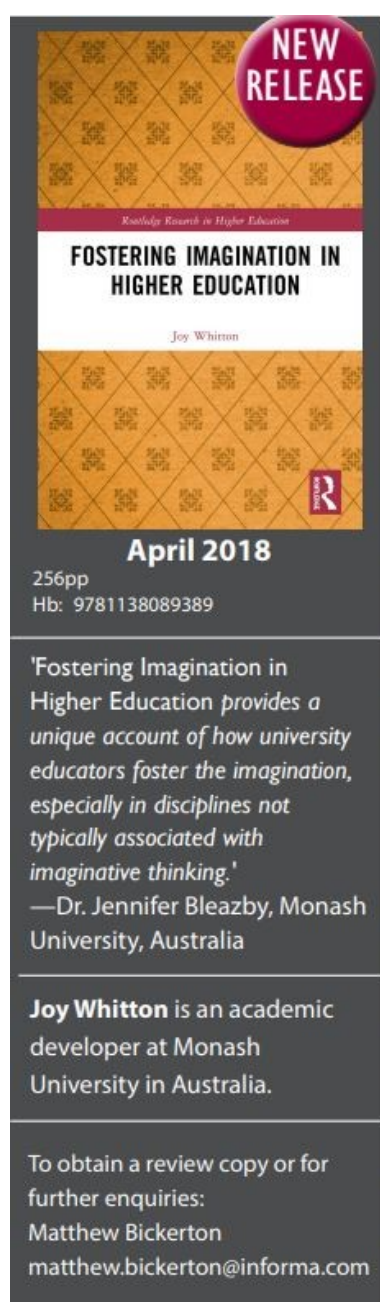 NEW
RELEASE
Routledge Research in Higher Education
FOSTERING IMAGINATION IN
HIGHER EDUCATION
Joy Whitton
ROUTLEDGE
April 2018
256pp
Hb: 9781138089389
'Fostering Imagination in
Higher Education provides a
unique account of how university
educators foster the imagination,
especially in disciplines not
typically associated with
imaginative thinking.'
—Dr. Jennifer Bleazby, Monash
University, Australia
Joy Whitton is an academic
developer at Monash
University in Australia.
To obtain a review copy or for
further enquiries:
Matthew Bickerton
matthew.bickerton@informa.com